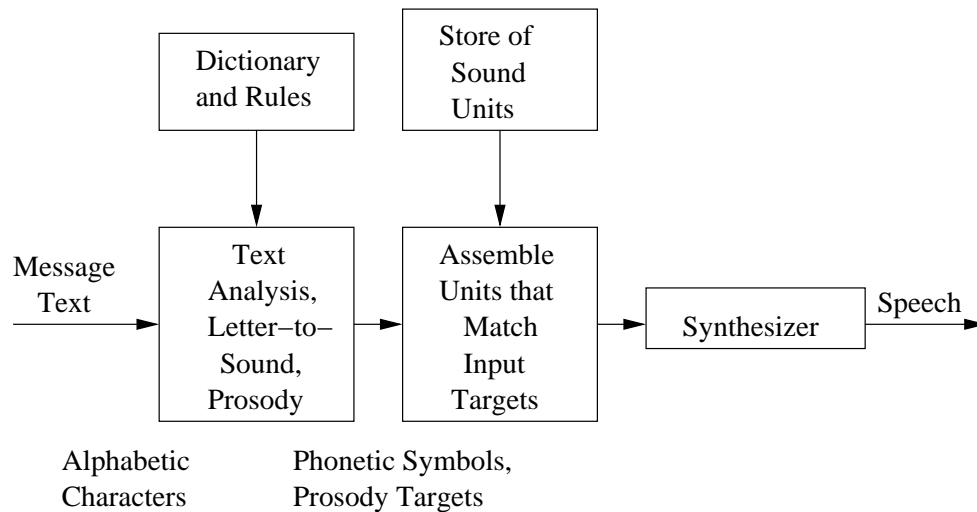 Dictionary
and Rules
Store of
Sound
Units
Message
Text
Text
Analysis,
Letter−to−
Sound,
Prosody
Assemble
Units that
Match
Input
Targets
Synthesizer
Speech
Alphabetic
Characters
Phonetic Symbols,
Prosody Targets